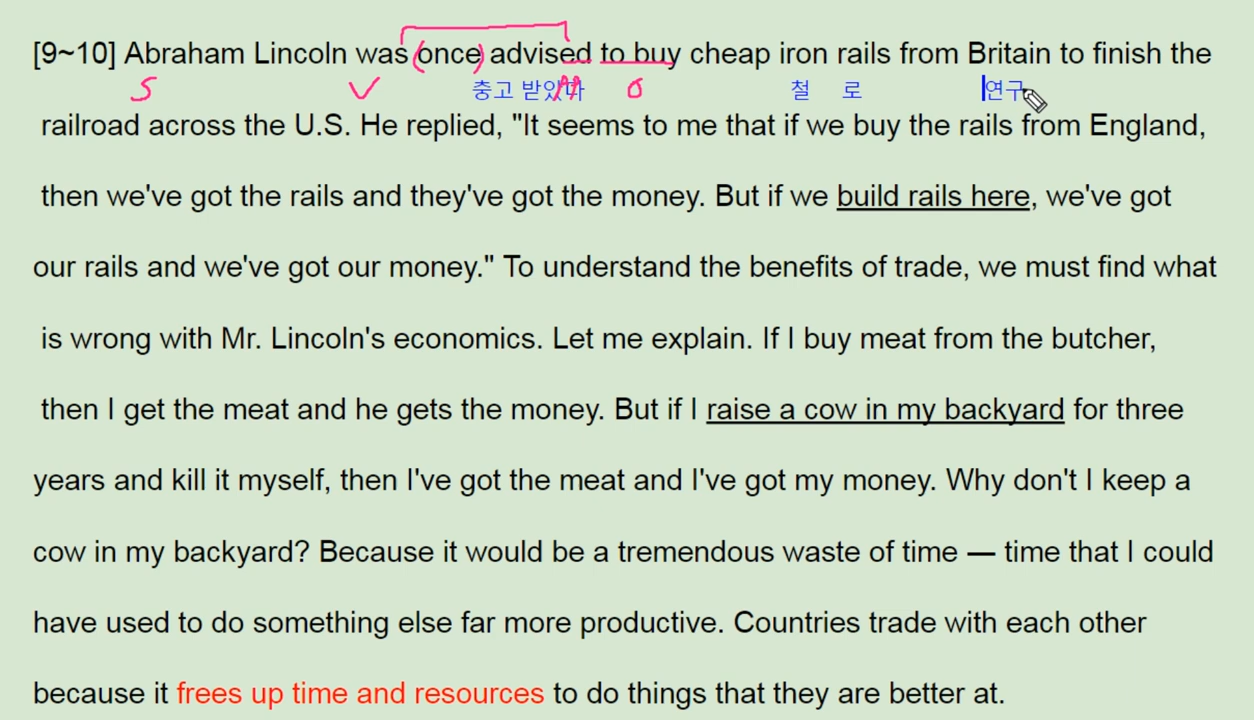 [9~10] Abraham Lincoln was (once) advised to buy cheap iron rails from Britain to finish the
S V 충고 받았다 O 철 로 연구
railroad across the U.S. He replied, "It seems to me that if we buy the rails from England,
then we've got the rails and they've got the money. But if we build rails here, we've got
our rails and we've got our money." To understand the benefits of trade, we must find what
is wrong with Mr. Lincoln's economics. Let me explain. If I buy meat from the butcher,
then I get the meat and he gets the money. But if I raise a cow in my backyard for three
years and kill it myself, then I've got the meat and I've got my money. Why don't I keep a
cow in my backyard? Because it would be a tremendous waste of time — time that I could
have used to do something else far more productive. Countries trade with each other
because it frees up time and resources to do things that they are better at.